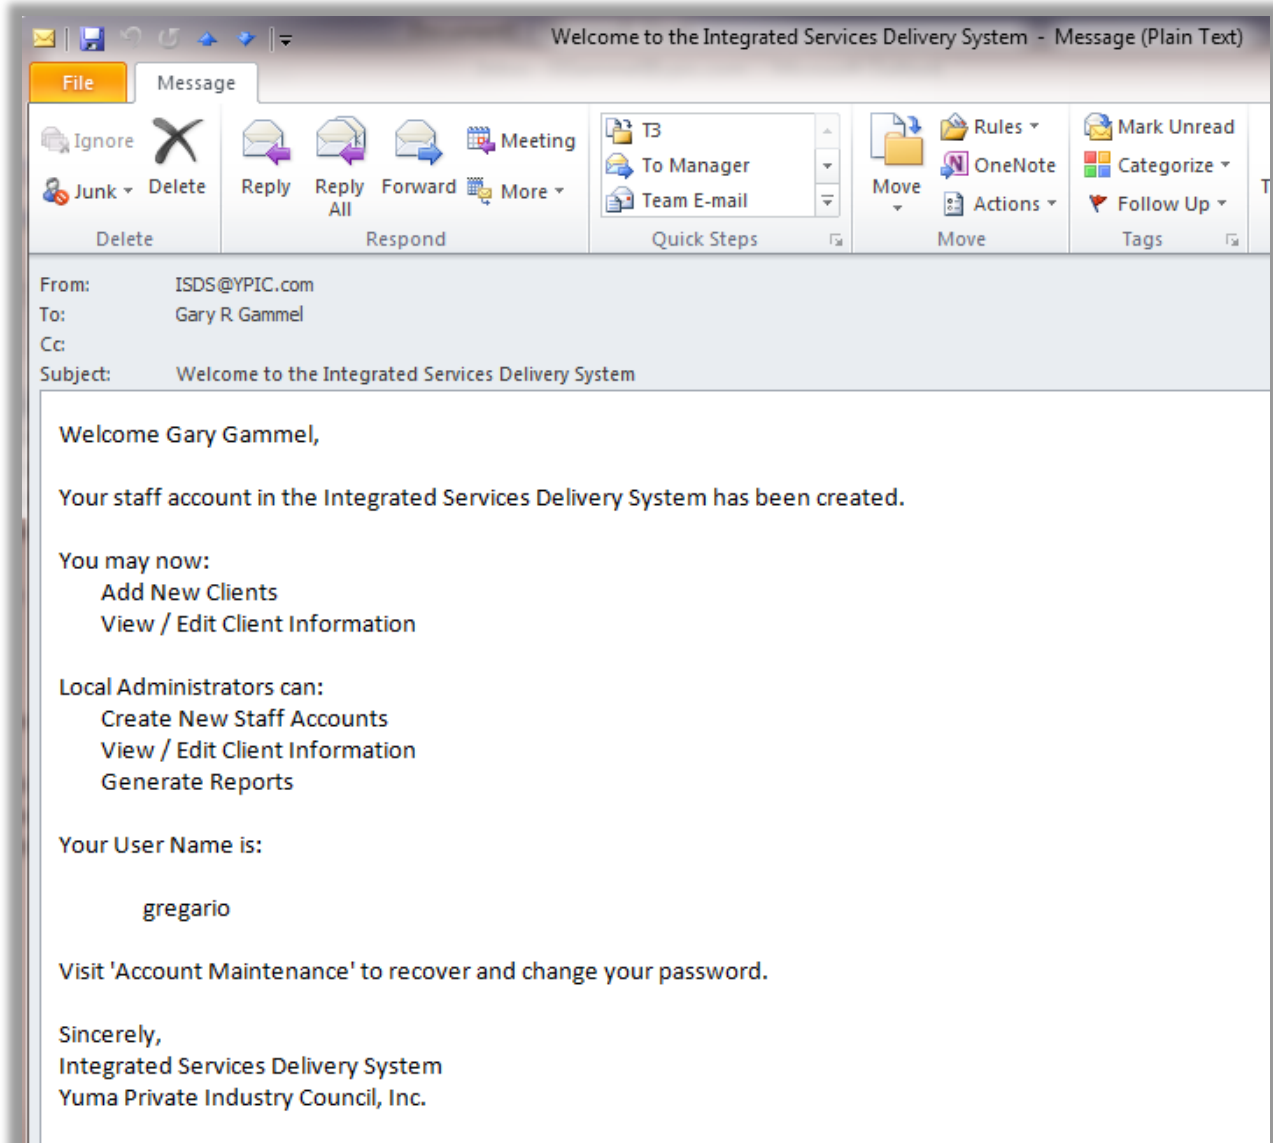 Welcome to the Integrated Services Delivery System - Message (Plain Text)
File Message
Ignore
Junk
Delete
Reply
Reply All
Forward
Meeting
More
T3
To Manager
Team E-mail
Move
Rules
OneNote
Actions
Mark Unread
Categorize
Follow Up
T
Delete Respond Quick Steps Move Tags
From: ISDS@YPIC.com
To: Gary R Gammel
Cc:
Subject: Welcome to the Integrated Services Delivery System
Welcome Gary Gammel,
Your staff account in the Integrated Services Delivery System has been created.
You may now:
Add New Clients
View / Edit Client Information
Local Administrators can:
Create New Staff Accounts
View / Edit Client Information
Generate Reports
Your User Name is:
gregario
Visit 'Account Maintenance' to recover and change your password.
Sincerely,
Integrated Services Delivery System
Yuma Private Industry Council, Inc.